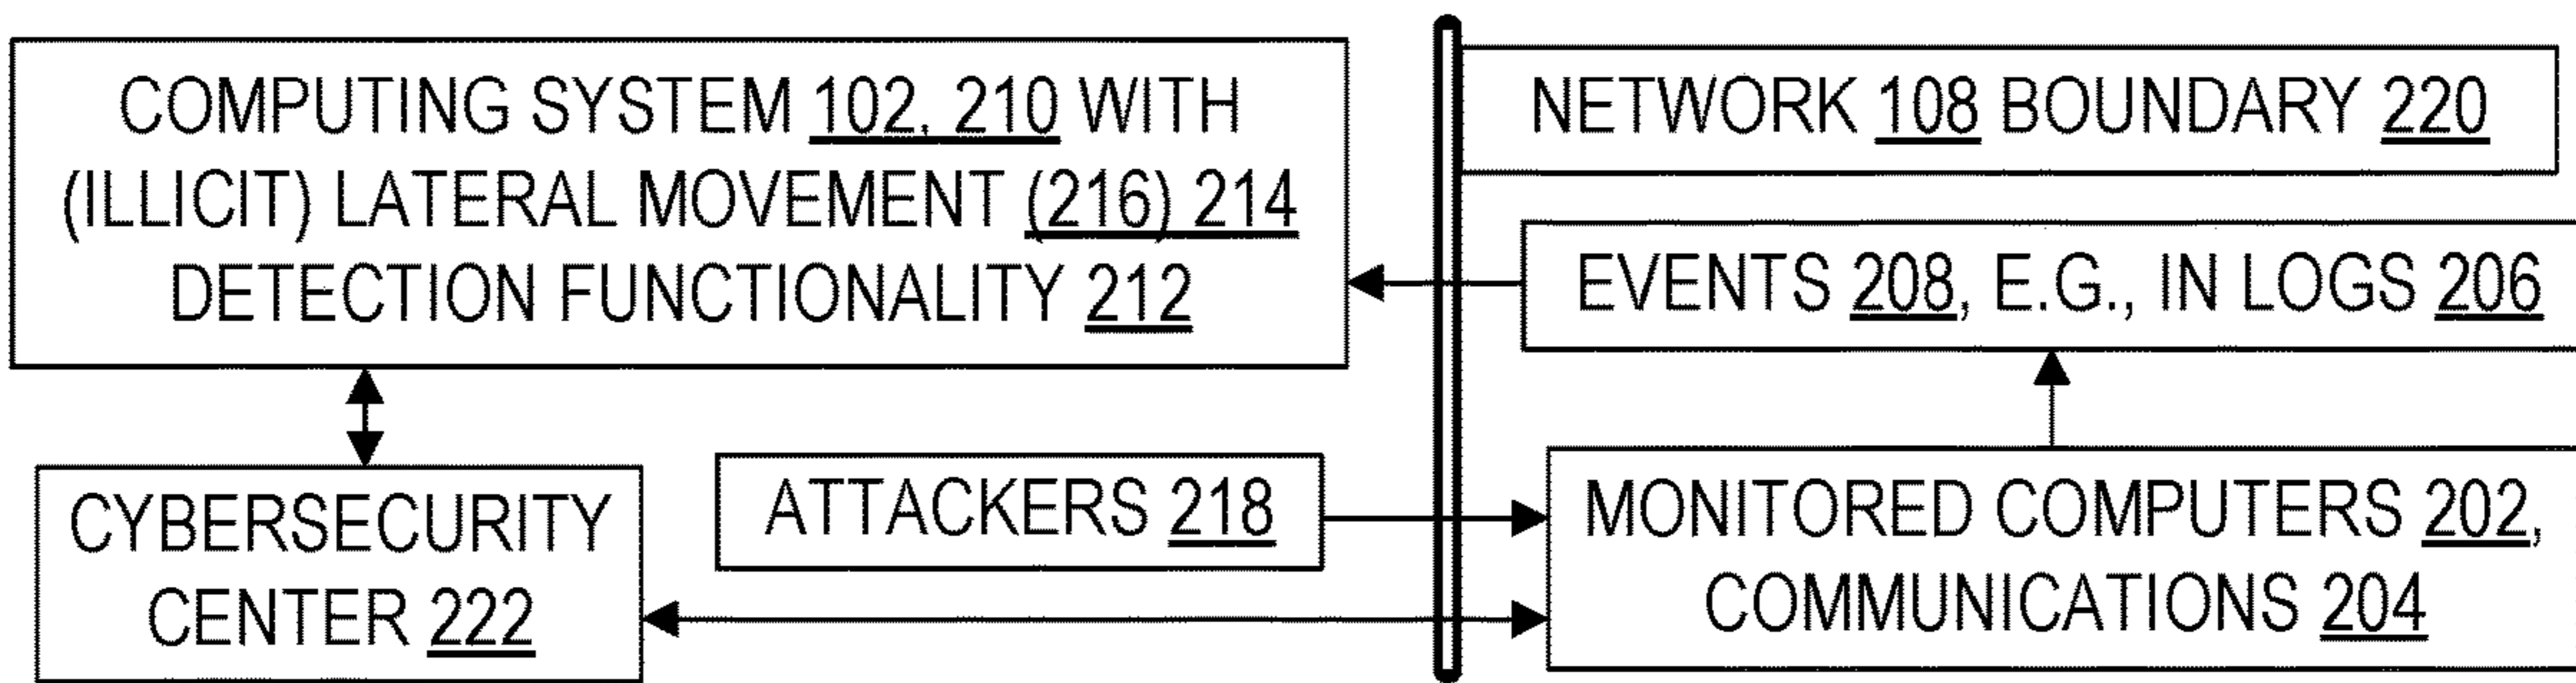 COMPUTING SYSTEM 102, 210 WITH
(ILLICIT) LATERAL MOVEMENT (216) 214
DETECTION FUNCTIONALITY 212
NETWORK 108 BOUNDARY 220
EVENTS 208, E.G., IN LOGS 206
CYBERSECURITY
CENTER 222
ATTACKERS 218
MONITORED COMPUTERS 202,
COMMUNICATIONS 204